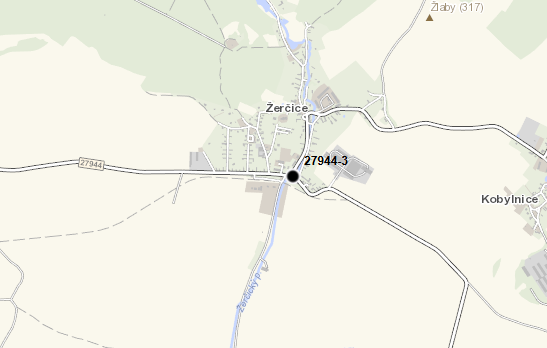 Žlaby (317)
Žerčice
27944-3
27944
Kobylnice
Žerčický p.